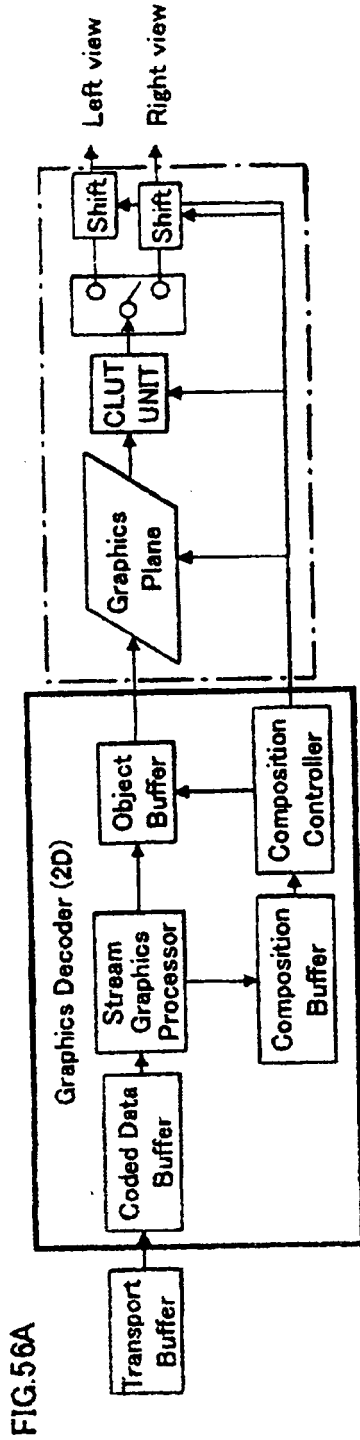 FIG.56A
Transport
Buffer
Graphics Decoder (2D)
Coded Data
Buffer
Stream
Graphics
Processor
Object
Buffer
Composition
Buffer
Composition
Controller
Graphics
Plane
CLUT
UNIT
Shift
Shift
Left view
Right view